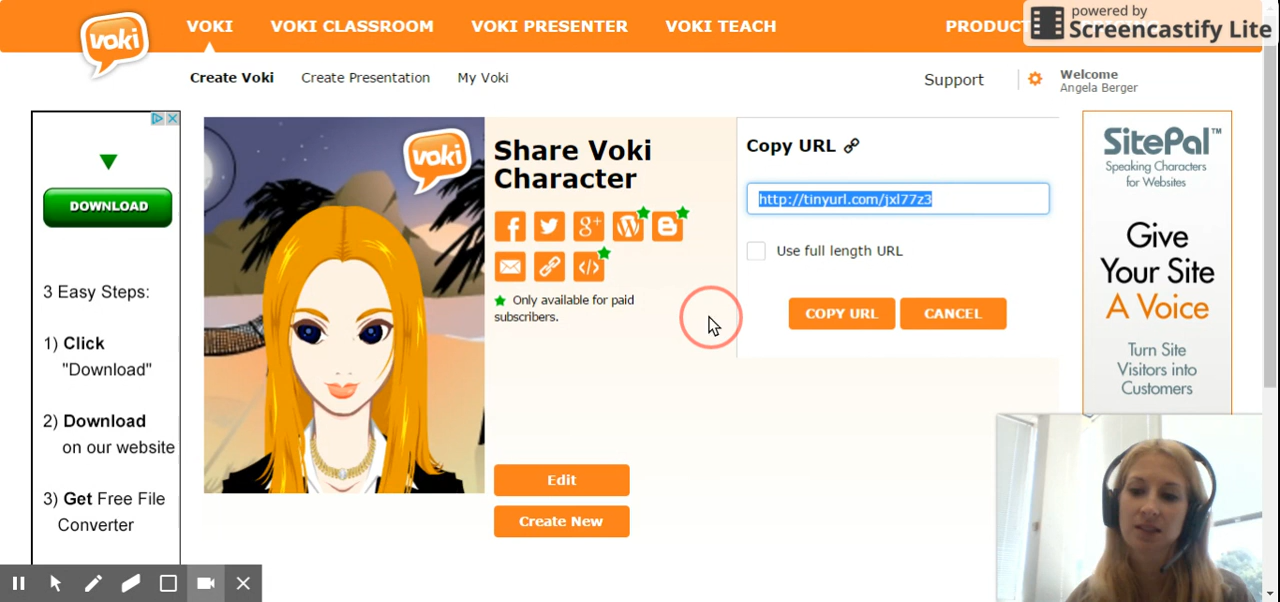 VOKI VOKI CLASSROOM VOKI PRESENTER VOKI TEACH PRODUCT
powered by
Screencastify Lite
voki
Create Voki Create Presentation My Voki
Support
Welcome
Angela Berger
DOWNLOAD
3 Easy Steps:
1) Click
"Download"
2) Download
on our website
3) Get Free File
Converter
voki
Share Voki
Character
f
g+
W
B
</>
Only available for paid
subscribers.
Edit
Create New
Copy URL
http://tinyurl.com/jxl77z3
Use full length URL
COPY URL CANCEL
SitePal™
Speaking Characters
for Websites
Give
Your Site
A Voice
Turn Site
Visitors into
Customers